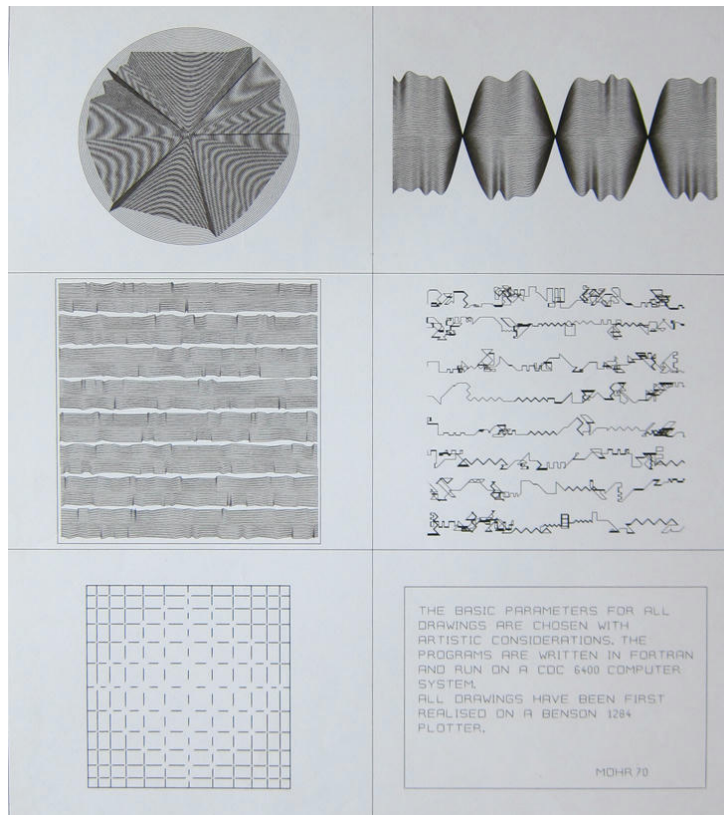 THE BASIC PARAMETERS FOR ALL
DRAWINGS ARE CHOSEN WITH
ARTISTIC CONSIDERATIONS. THE
PROGRAMS ARE WRITTEN IN FORTRAN
AND RUN ON A CDC 6400 COMPUTER
SYSTEM.
ALL DRAWINGS HAVE BEEN FIRST
REALISED ON A BENSON 1284
PLOTTER.
MOHR 70